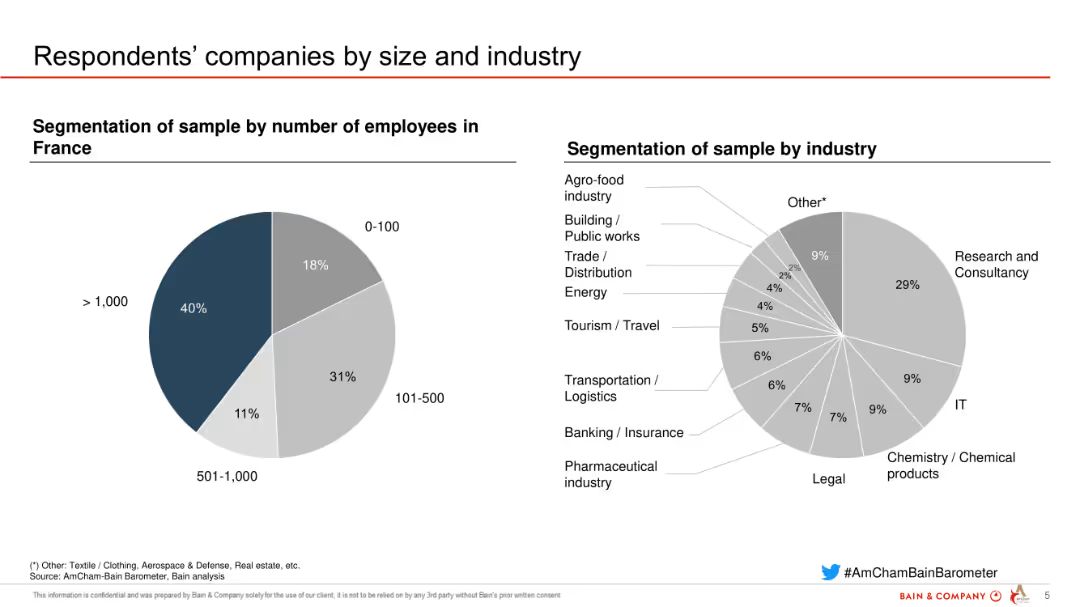 Respondents’ companies by size and industry
Segmentation of sample by number of employees in
France
0-100
18%
> 1,000
40%
31%
101-500
11%
501-1,000
Segmentation of sample by industry
Agro-food
industry
Other*
Building /
Public works
Trade /
Distribution
Energy
Tourism / Travel
Transportation /
Logistics
Banking / Insurance
Pharmaceutical
industry
9%
2%
2%
4%
4%
5%
6%
6%
7%
7%
9%
9%
29%
Research and
Consultancy
IT
Chemistry / Chemical
products
Legal
(*) Other: Textile / Clothing, Aerospace & Defense, Real estate, etc.
Source: AmCham-Bain Barometer, Bain analysis
#AmChamBainBarometer
This information is confidential and was prepared by Bain & Company solely for the use of our client; it is not to be relied on by any 3rd party without Bain's prior written consent
BAIN & COMPANY
5